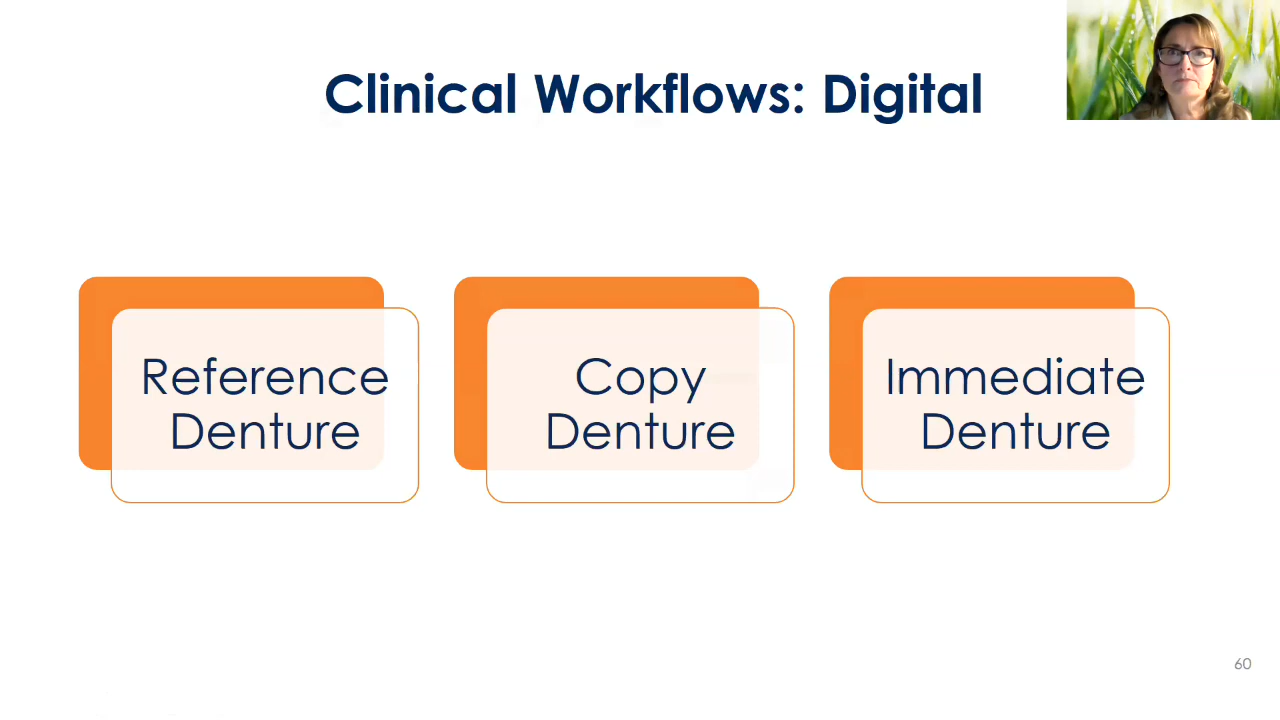 Clinical Workflows: Digital
Reference
Denture
Copy
Denture
Immediate
Denture
60